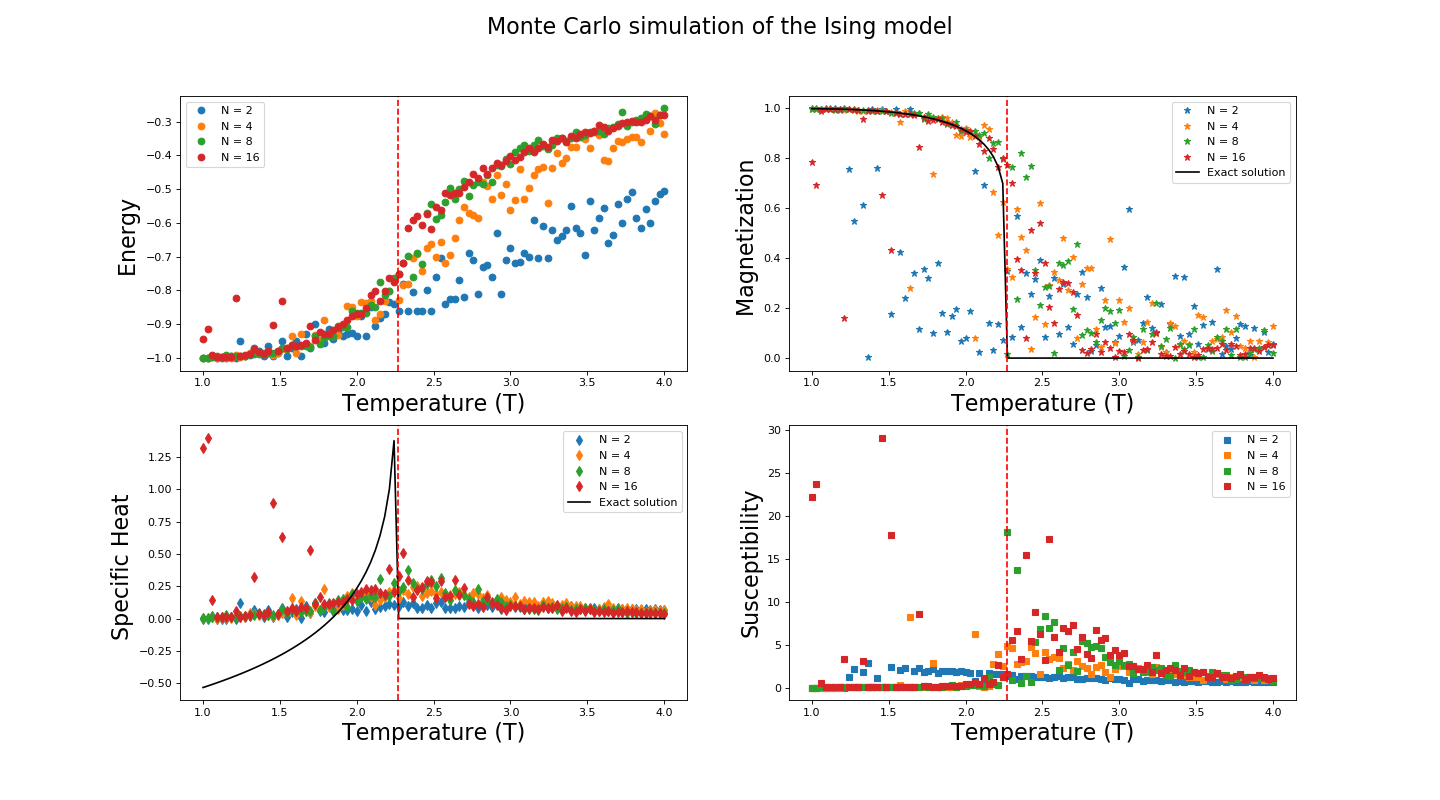 Monte Carlo simulation of the Ising model
N = 2
N = 4
N = 8
N = 16
−0.3
−0.4
−0.5
−0.6
−0.7
−0.8
−0.9
−1.0
Energy
1.0 1.5 2.0 2.5 3.0 3.5 4.0
Temperature (T)
N = 2
N = 4
N = 8
N = 16
Exact solution
1.0
0.8
0.6
0.4
0.2
0.0
Magnetization
1.0 1.5 2.0 2.5 3.0 3.5 4.0
Temperature (T)
N = 2
N = 4
N = 8
N = 16
Exact solution
1.25
1.00
0.75
0.50
0.25
0.00
−0.25
−0.50
Specific Heat
1.0 1.5 2.0 2.5 3.0 3.5 4.0
Temperature (T)
N = 2
N = 4
N = 8
N = 16
30
25
20
15
10
5
0
Susceptibility
1.0 1.5 2.0 2.5 3.0 3.5 4.0
Temperature (T)